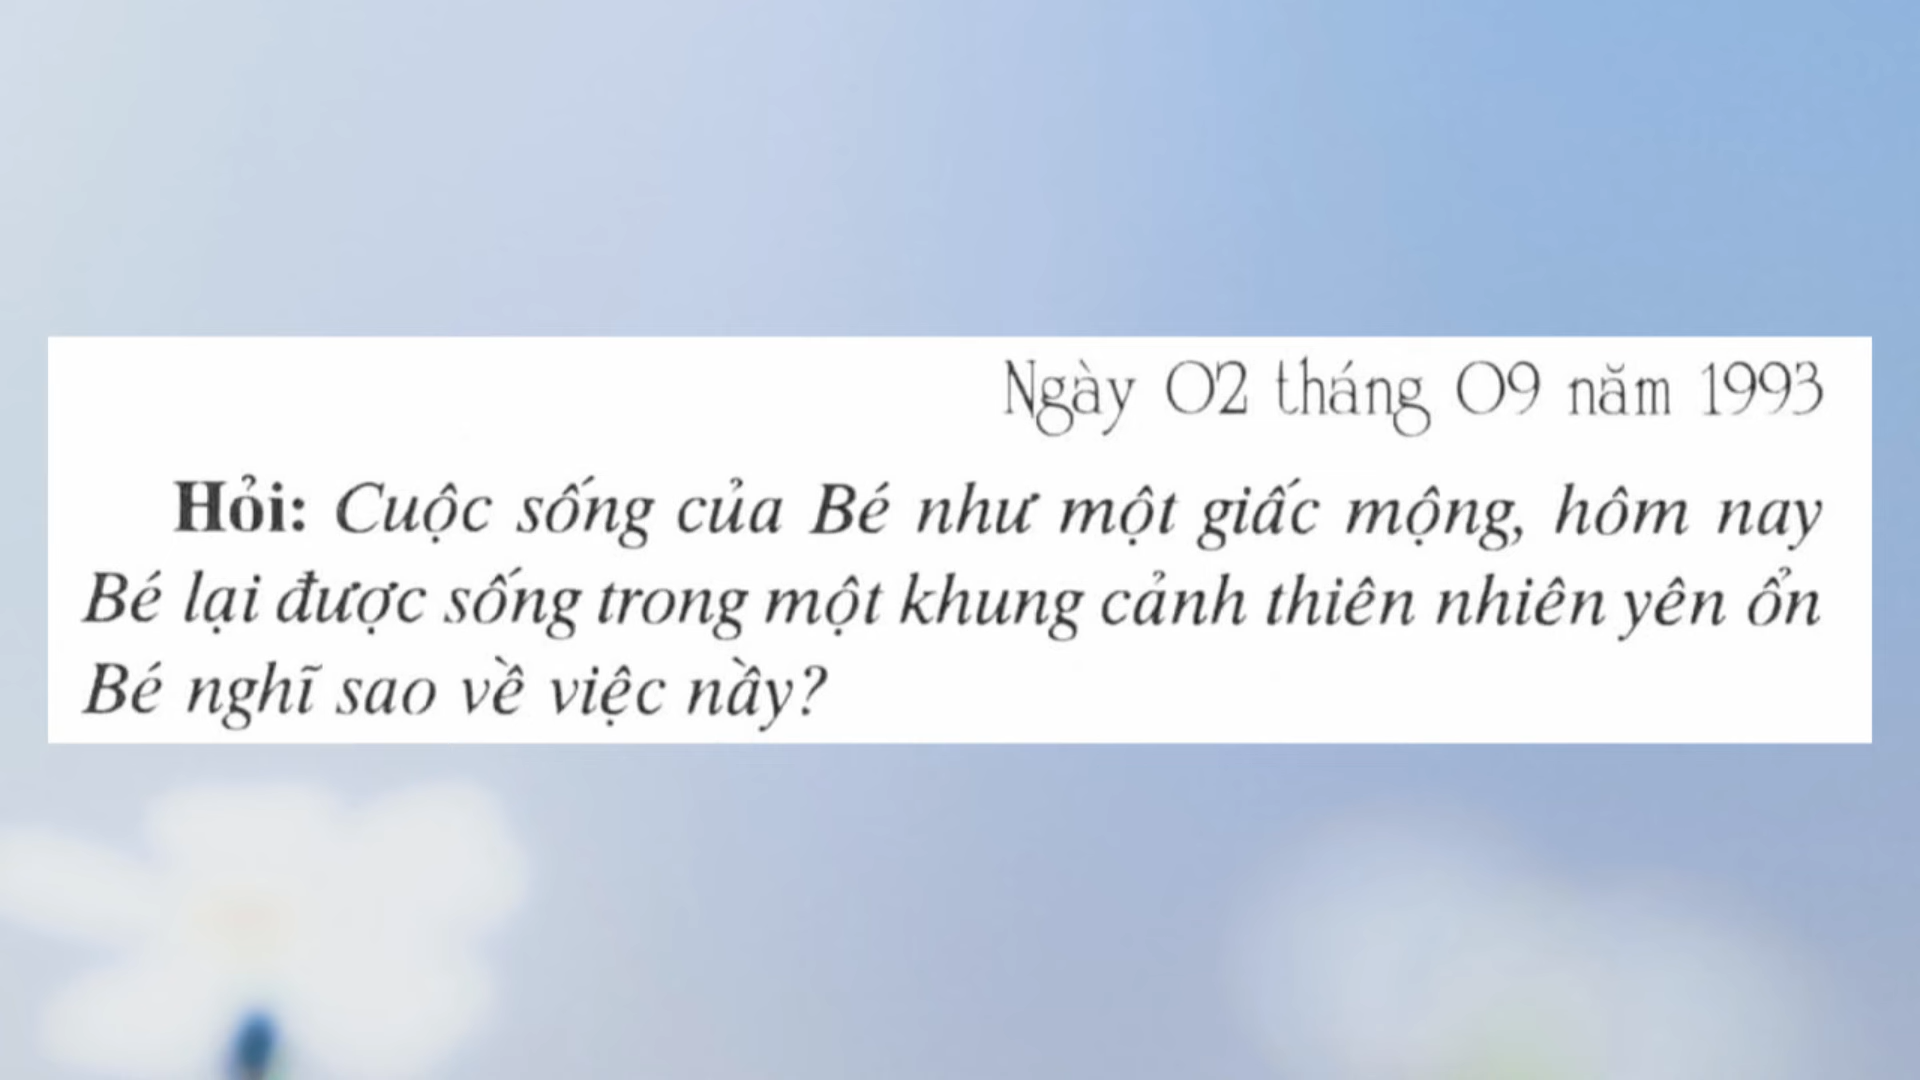 Ngày 02 tháng 09 năm 1993
Hỏi: Cuộc sống của Bé như một giấc mộng, hôm nay
Bé lại được sống trong một khung cảnh thiên nhiên yên ổn
Bé nghĩ sao về việc nầy?